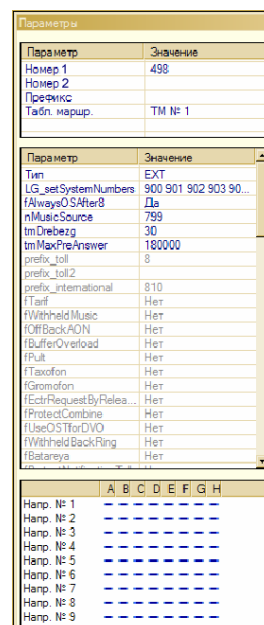 Параметры
Параметр Значение
Номер 1 498
Номер 2
Префикс
Табл. маршр. ТМ № 1
Параметр Значение
Тип EXT
LG_setSystemNumbers 900 901 902 903 90...
fAlwaysOSAfter8 Да
nMusicSource 799
tmDrebezg 30
tmMaxPreAnswer 180000
prefix_toll 8
prefix_toll2
prefix_international 810
fTarif Нет
fWithheldMusic Нет
fOffBackAON Нет
fBufferOverload Нет
fPult Нет
fTaxofon Нет
fGromofon Нет
fEctrRequestByRelea... Нет
fProtectCombine Нет
fUseOSTforDVO Нет
fWithheldBackRing Нет
fBatareya Нет
A B C D E F G H
Напр. № 1 – – – – – – – –
Напр. № 2 – – – – – – – –
Напр. № 3 – – – – – – – –
Напр. № 4 – – – – – – – –
Напр. № 5 – – – – – – – –
Напр. № 6 – – – – – – – –
Напр. № 7 – – – – – – – –
Напр. № 8 – – – – – – – –
Напр. № 9 – – – – – – – –